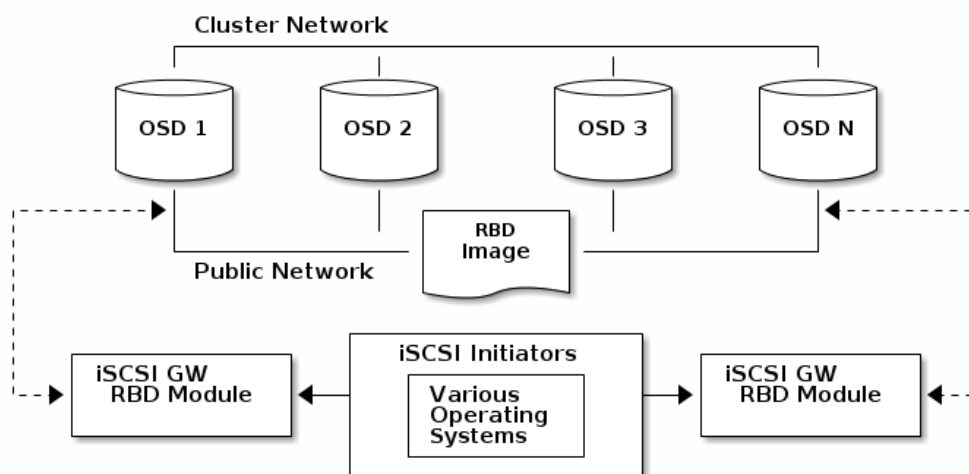 Cluster Network
OSD 1
OSD 2
OSD 3
OSD N
RBD
Image
Public Network
iSCSI Initiators
iSCSI GW
RBD Module
Various
Operating
Systems
iSCSI GW
RBD Module